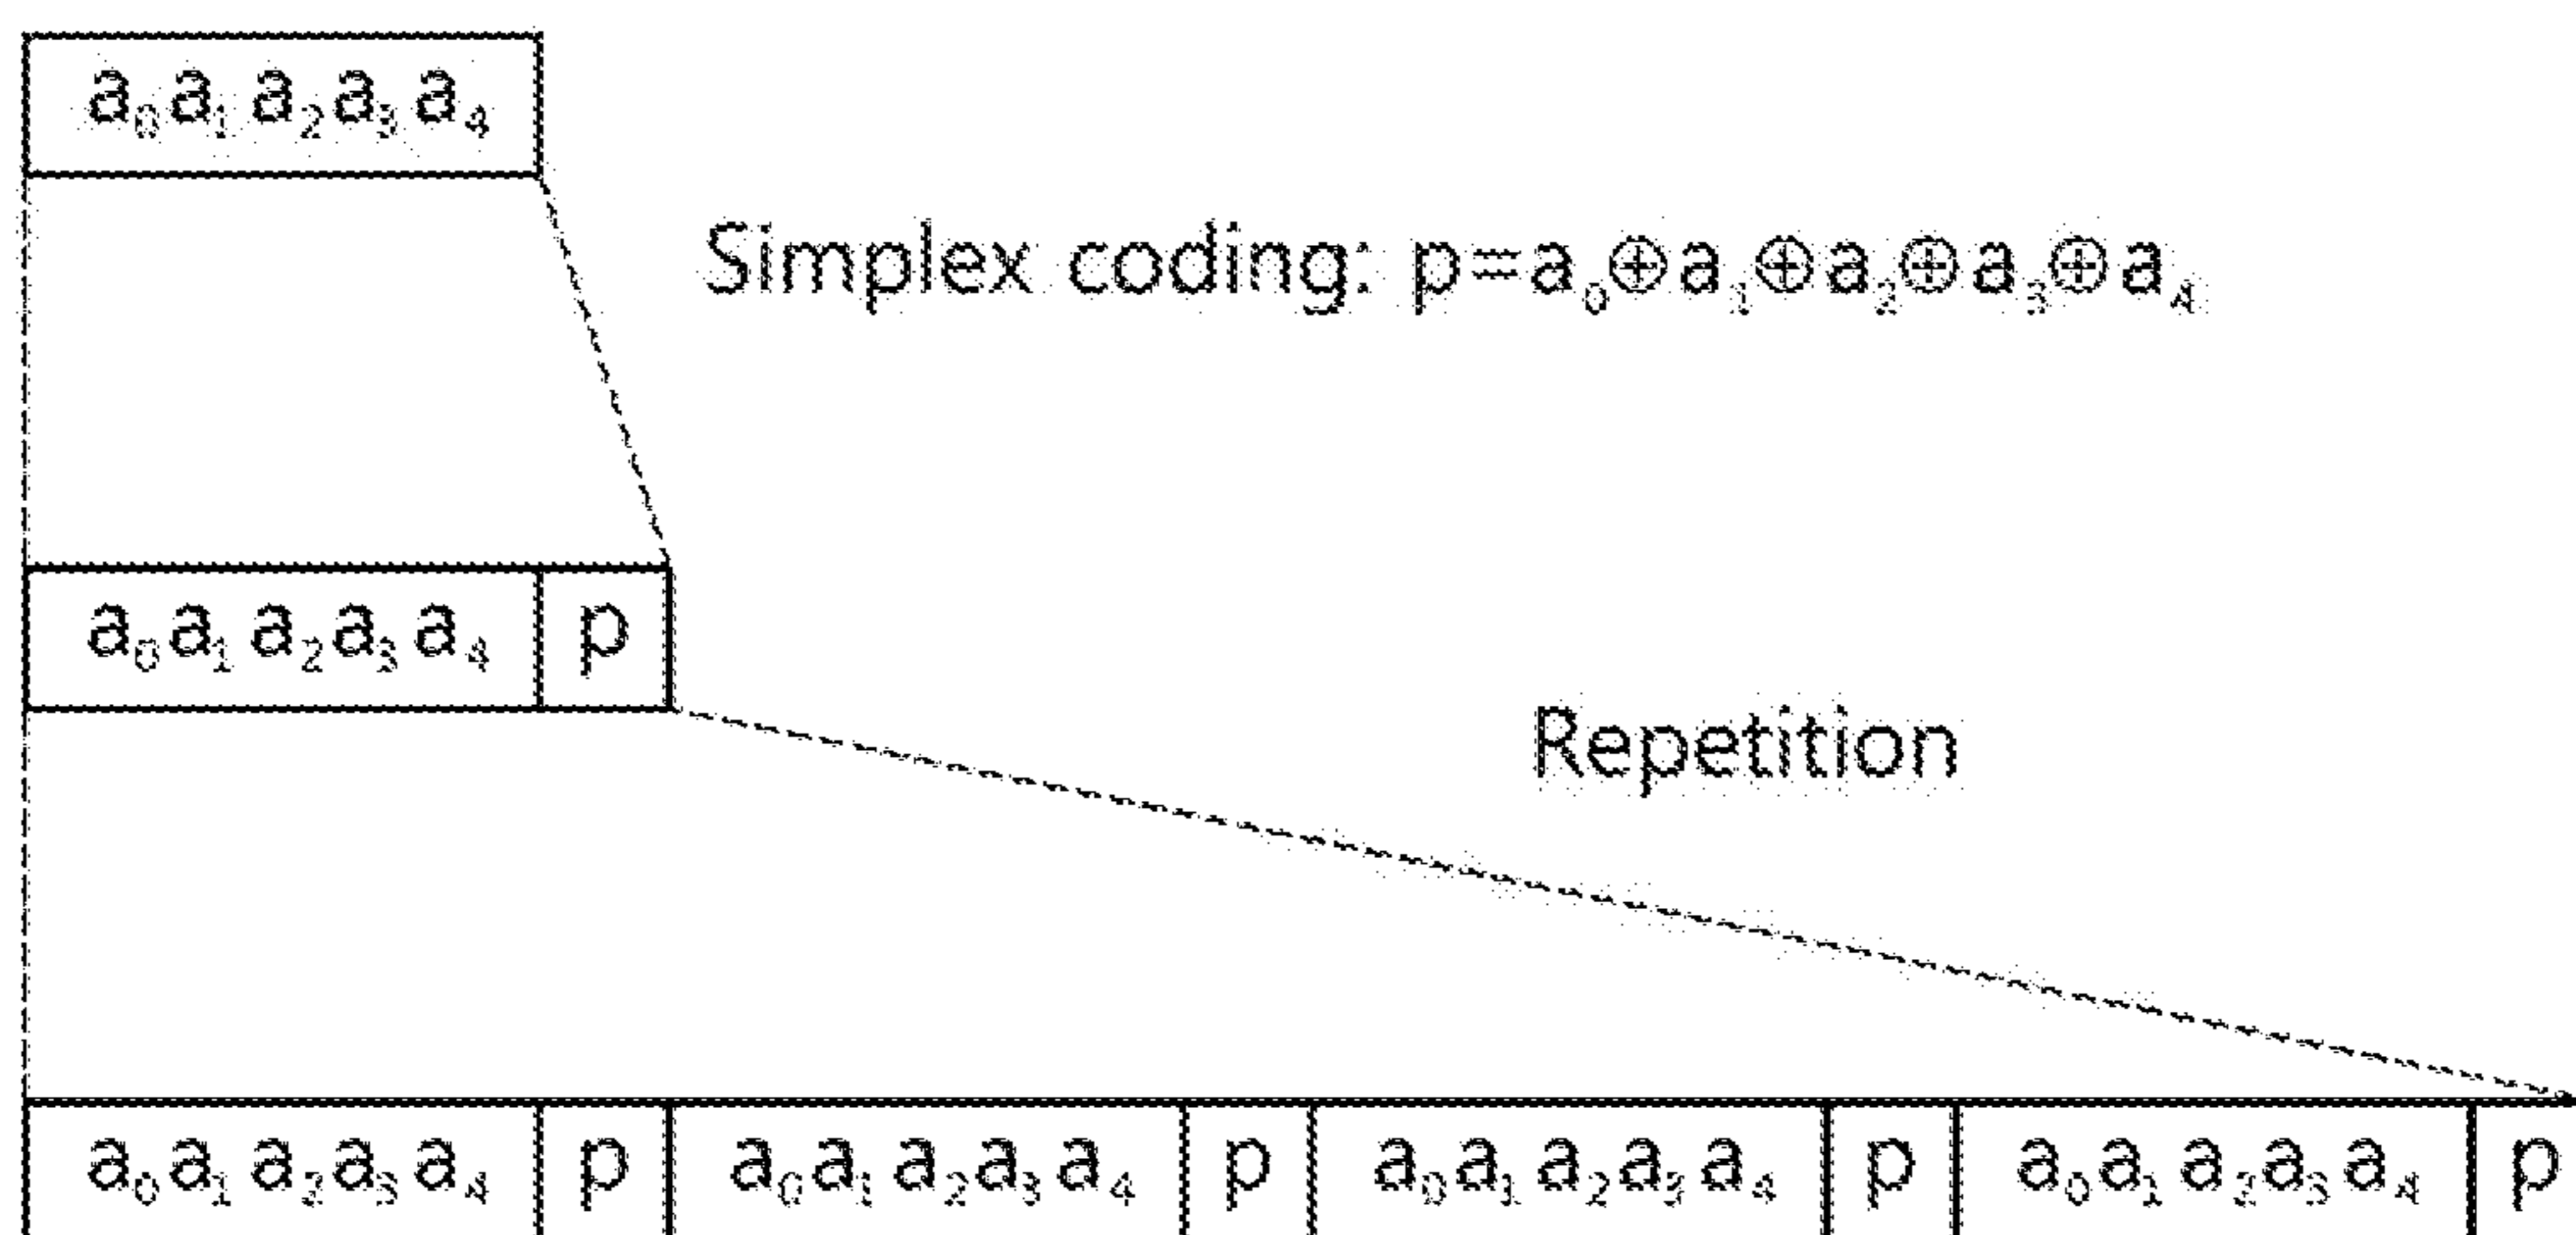 a₀a₁a₂a₃a₄
Simplex coding: p=a₀⊕a₁⊕a₂⊕a₃⊕a₄
a₀a₁a₂a₃a₄ p
Repetition
a₀a₁a₂a₃a₄ p a₀a₁a₂a₃a₄ p a₀a₁a₂a₃a₄ p a₀a₁a₂a₃a₄ p